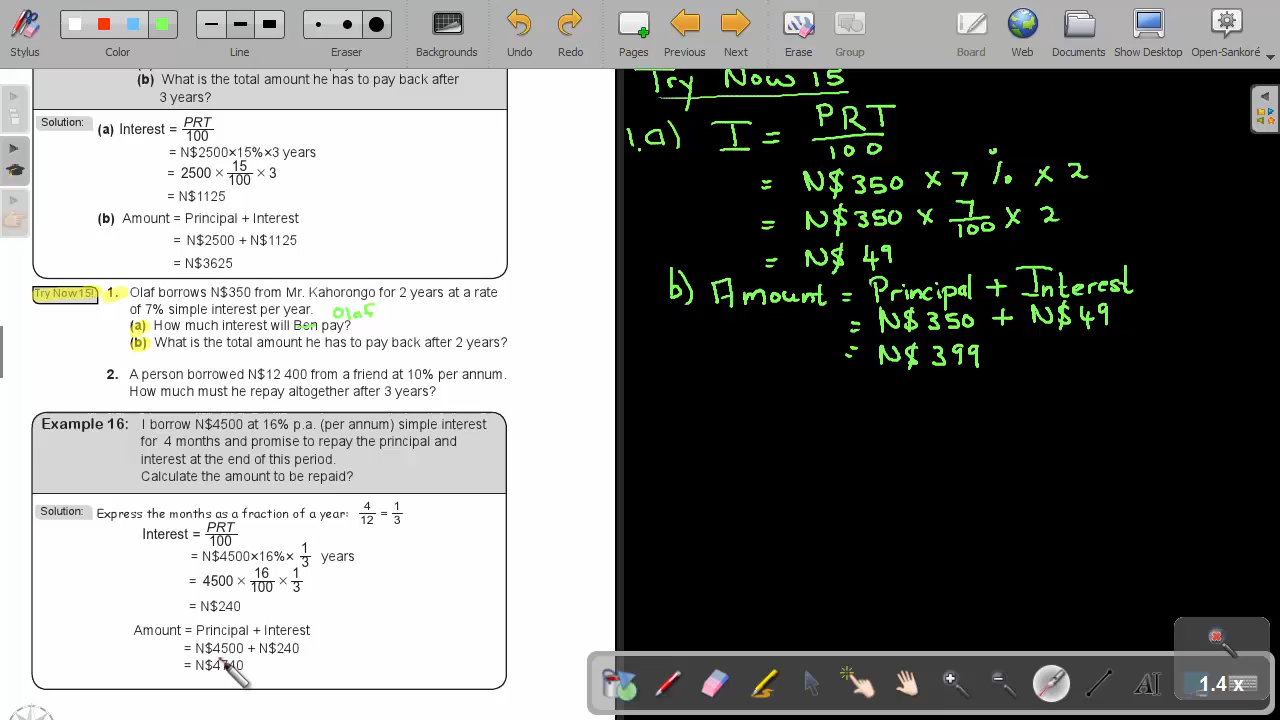 Stylus Color Line Eraser Backgrounds Undo Redo Pages Previous Next Erase Group Board Web Documents Show Desktop Open-Sankoré
(b) What is the total amount he has to pay back after
3 years?
Solution:
(a) Interest = PRT/100
= N$2500×15%×3 years
= 2500 × 15/100 × 3
= N$1125
(b) Amount = Principal + Interest
= N$2500 + N$1125
= N$3625
Try Now 15! 1. Olaf borrows N$350 from Mr. Kahorongo for 2 years at a rate
of 7% simple interest per year.
Olaf
(a) How much interest will Ben pay?
(b) What is the total amount he has to pay back after 2 years?
2. A person borrowed N$12 400 from a friend at 10% per annum.
How much must he repay altogether after 3 years?
Example 16: I borrow N$4500 at 16% p.a. (per annum) simple interest
for 4 months and promise to repay the principal and
interest at the end of this period.
Calculate the amount to be repaid?
Solution: Express the months as a fraction of a year: 4/12 = 1/3
Interest = PRT/100
= N$4500×16%× 1/3 years
= 4500 × 16/100 × 1/3
= N$240
Amount = Principal + Interest
= N$4500 + N$240
= N$4740
Try Now 15
1.a) I = PRT/100
= N$350 × 7 % × 2
= N$350 × 7/100 × 2
= N$ 49
b) Amount = Principal + Interest
= N$350 + N$49
= N$ 399
1.4 x